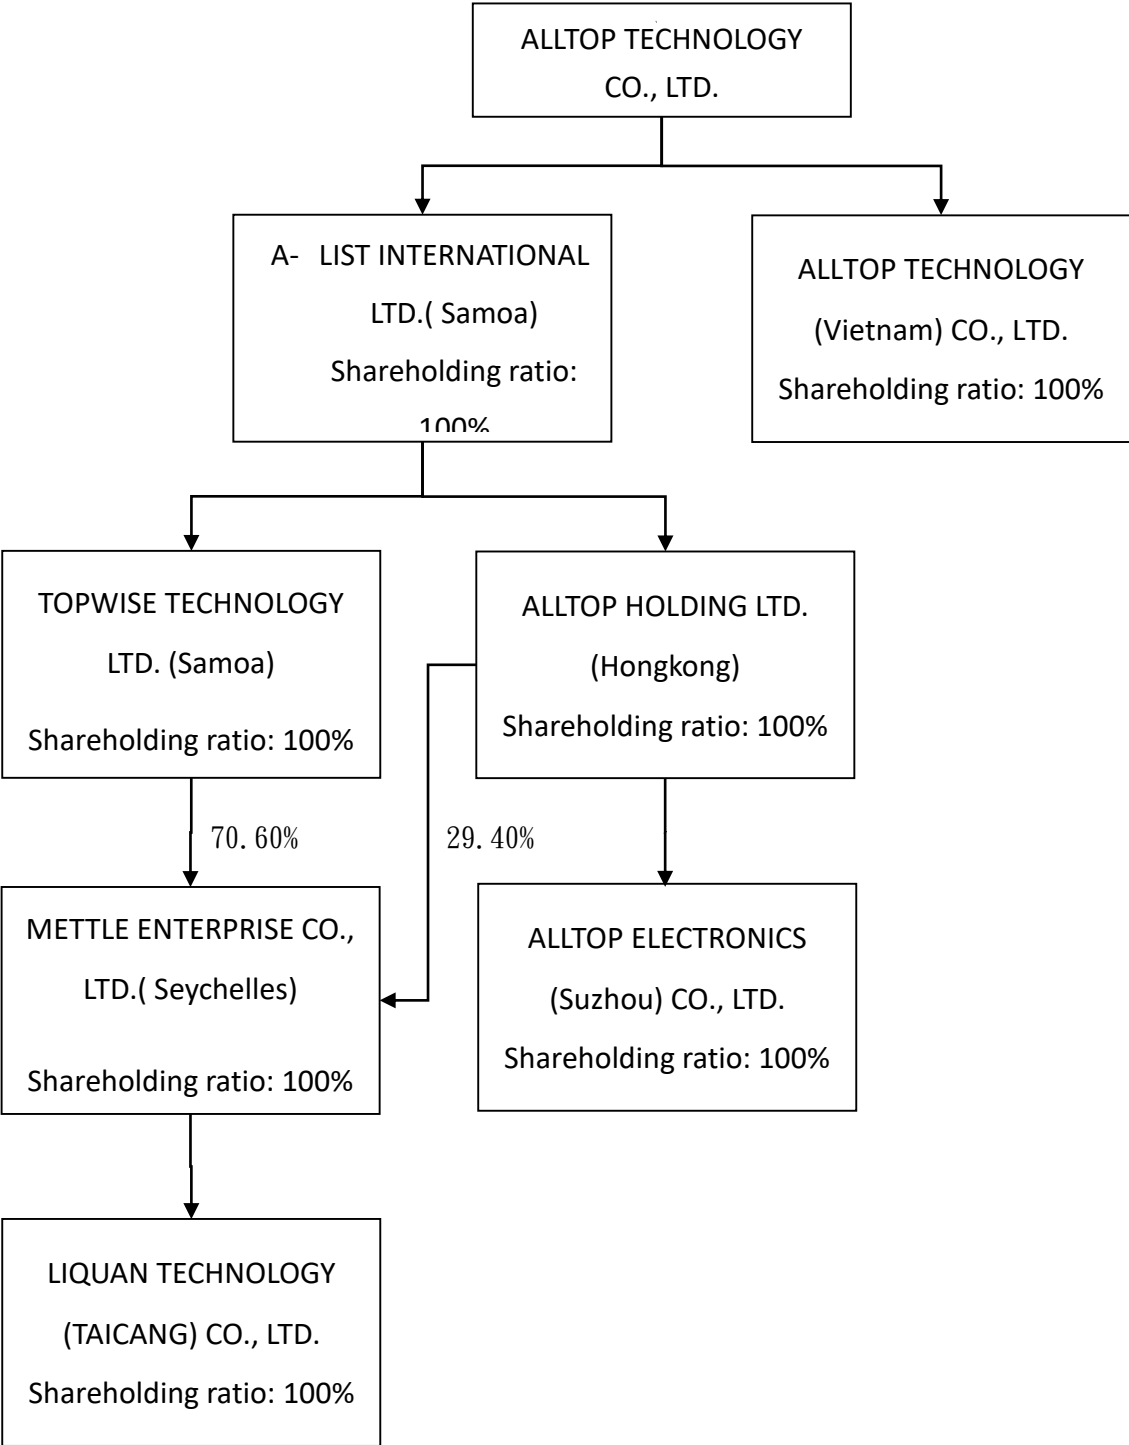 ALLTOP TECHNOLOGY
CO., LTD.
A- LIST INTERNATIONAL
LTD.( Samoa)
Shareholding ratio:
100%
ALLTOP TECHNOLOGY
(Vietnam) CO., LTD.
Shareholding ratio: 100%
TOPWISE TECHNOLOGY
LTD. (Samoa)
Shareholding ratio: 100%
ALLTOP HOLDING LTD.
(Hongkong)
Shareholding ratio: 100%
70.60%
29.40%
METTLE ENTERPRISE CO.,
LTD.( Seychelles)
Shareholding ratio: 100%
ALLTOP ELECTRONICS
(Suzhou) CO., LTD.
Shareholding ratio: 100%
LIQUAN TECHNOLOGY
(TAICANG) CO., LTD.
Shareholding ratio: 100%